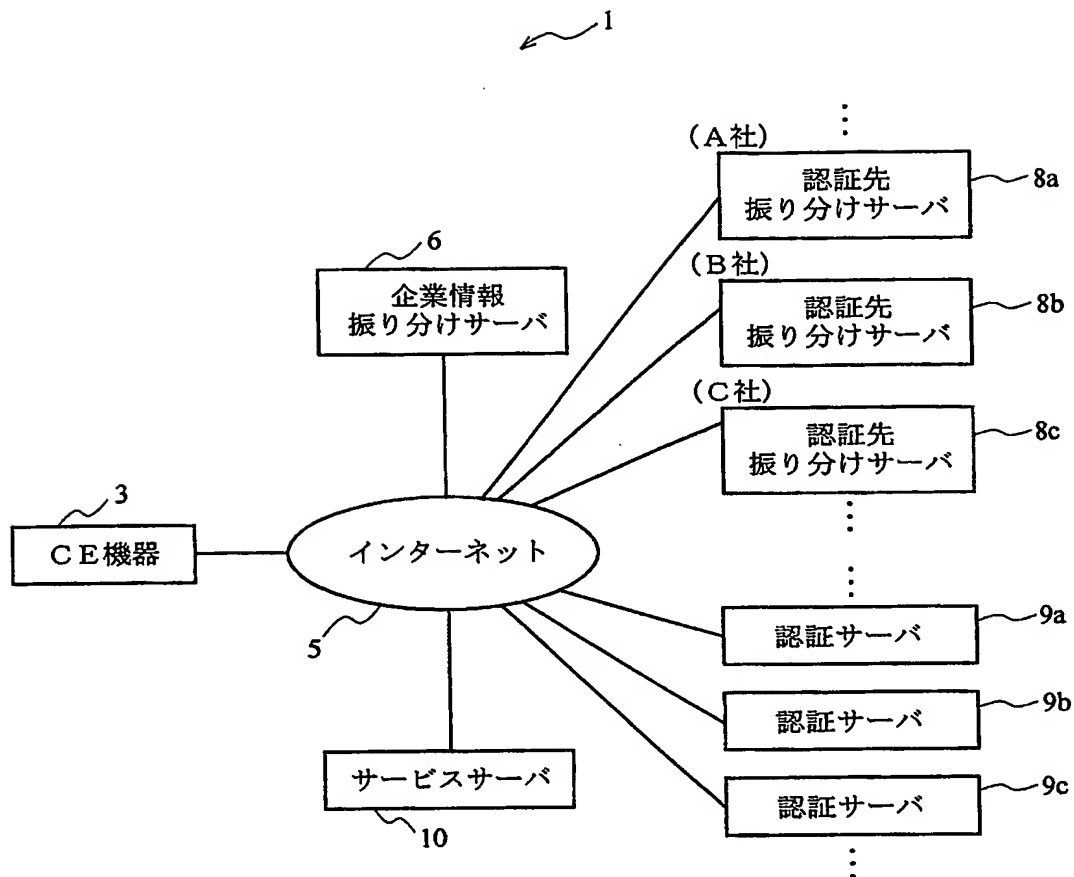 1
(A社)
認証先
振り分けサーバ
8a
6
企業情報
振り分けサーバ
(B社)
認証先
振り分けサーバ
8b
(C社)
認証先
振り分けサーバ
8c
3
CE機器
インターネット
5
認証サーバ
9a
認証サーバ
9b
サービスサーバ
10
認証サーバ
9c